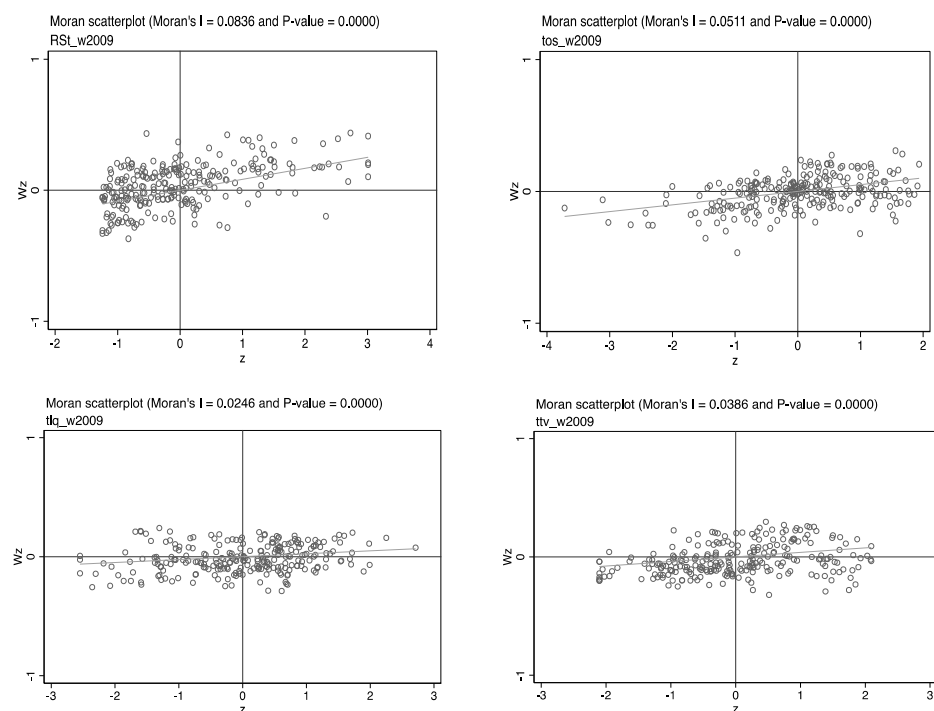 Moran scatterplot (Moran's I = 0.0836 and P-value = 0.0000)
RSt_w2009
1
0
-1
Wz
-2 -1 0 1 2 3 4
z
Moran scatterplot (Moran's I = 0.0511 and P-value = 0.0000)
tos_w2009
1
0
-1
Wz
-4 -3 -2 -1 0 1 2
z
Moran scatterplot (Moran's I = 0.0246 and P-value = 0.0000)
tlq_w2009
1
0
-1
Wz
-3 -2 -1 0 1 2 3
z
Moran scatterplot (Moran's I = 0.0386 and P-value = 0.0000)
ttv_w2009
1
0
-1
Wz
-3 -2 -1 0 1 2 3
z